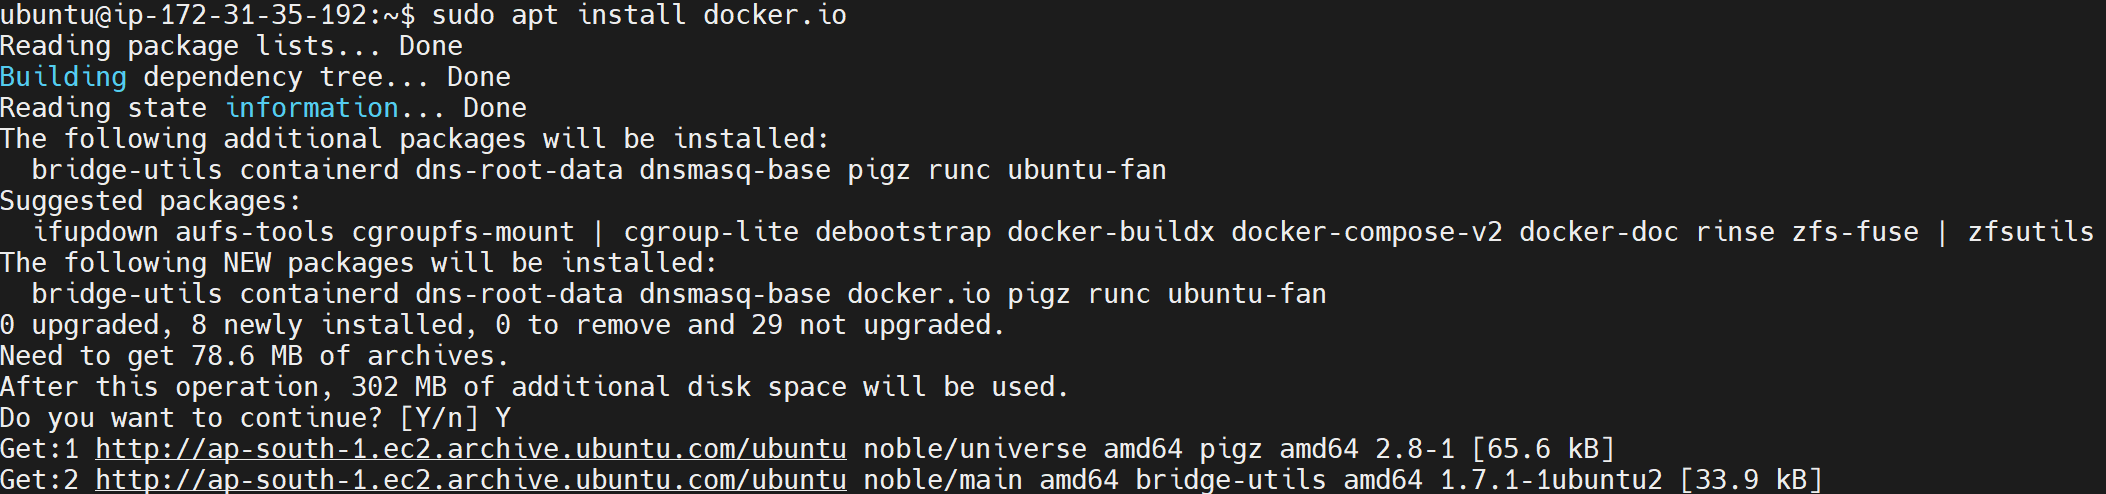 ubuntu@ip-172-31-35-192:~$ sudo apt install docker.io
Reading package lists... Done
Building dependency tree... Done
Reading state information... Done
The following additional packages will be installed:
  bridge-utils containerd dns-root-data dnsmasq-base pigz runc ubuntu-fan
Suggested packages:
  ifupdown aufs-tools cgroupfs-mount | cgroup-lite debootstrap docker-buildx docker-compose-v2 docker-doc rinse zfs-fuse | zfsutils
The following NEW packages will be installed:
  bridge-utils containerd dns-root-data dnsmasq-base docker.io pigz runc ubuntu-fan
0 upgraded, 8 newly installed, 0 to remove and 29 not upgraded.
Need to get 78.6 MB of archives.
After this operation, 302 MB of additional disk space will be used.
Do you want to continue? [Y/n] Y
Get:1 http://ap-south-1.ec2.archive.ubuntu.com/ubuntu noble/universe amd64 pigz amd64 2.8-1 [65.6 kB]
Get:2 http://ap-south-1.ec2.archive.ubuntu.com/ubuntu noble/main amd64 bridge-utils amd64 1.7.1-1ubuntu2 [33.9 kB]